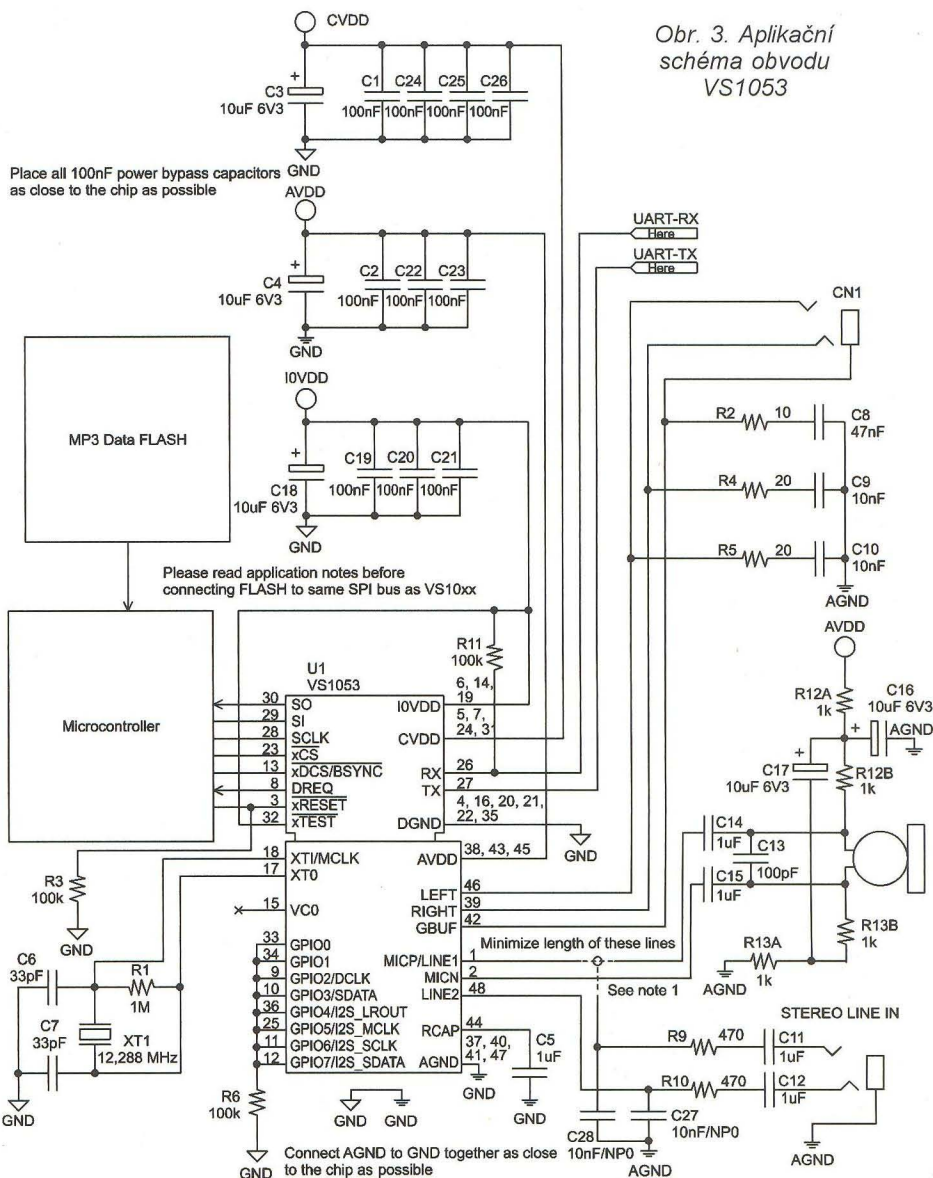 Obr. 3. Aplikační
schéma obvodu
VS1053
CVDD
C3
10uF 6V3
+
C1
C24
C25
C26
100nF
100nF
100nF
100nF
GND
Place all 100nF power bypass capacitors
as close to the chip as possible
AVDD
C4
10uF 6V3
+
C2
C22
C23
100nF
100nF
100nF
GND
UART-RX
Here
UART-TX
Here
CN1
MP3 Data FLASH
I0VDD
C18
10uF 6V3
+
C19
C20
C21
100nF
100nF
100nF
GND
R2
10
C8
47nF
R4
20
C9
10nF
R5
20
C10
10nF
AGND
Please read application notes before
connecting FLASH to same SPI bus as VS10xx
Microcontroller
R11
100k
U1
VS1053
30
SO
29
SI
28
SCLK
23
xCS
13
xDCS/BSYNC
8
DREQ
3
xRESET
32
xTEST
6, 14,
I0VDD
19
5, 7,
CVDD
24, 31
RX
26
TX
27
4, 16, 20, 21,
DGND
22, 35
GND
AVDD
R12A
1k
C16
10uF 6V3
AGND
+
+
C17
10uF 6V3
R12B
1k
C14
1uF
C13
100pF
C15
1uF
R13B
1k
R13A
1k
AGND
18
XTI/MCLK
17
XT0
15
VC0
33
GPIO0
34
GPIO1
9
GPIO2/DCLK
10
GPIO3/SDATA
36
GPIO4/I2S_LROUT
25
GPIO5/I2S_MCLK
11
GPIO6/I2S_SCLK
12
GPIO7/I2S_SDATA
AVDD
38, 43, 45
LEFT
46
RIGHT
39
GBUF
42
Minimize length of these lines
MICP/LINE1
1
MICN
2
See note 1
LINE2
48
RCAP
44
37, 40,
AGND
41, 47
GND
C5
1uF
GND
R3
100k
GND
C6
33pF
R1
1M
C7
33pF
XT1
12,288 MHz
GND
R6
100k
GND
GND
GND
Connect AGND to GND together as close
to the chip as possible
STEREO LINE IN
R9
470
C11
1uF
R10
470
C12
1uF
C27
10nF/NP0
C28
10nF/NP0
AGND
AGND